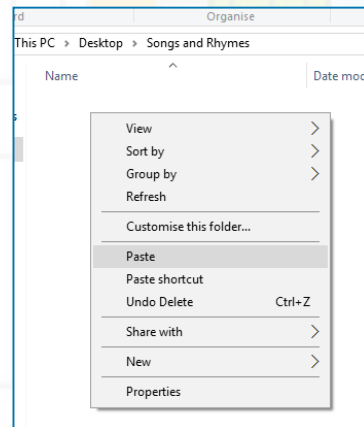 rd Organise
This PC > Desktop > Songs and Rhymes
Name Date mod
s
View
Sort by
Group by
Refresh
Customise this folder...
Paste
Paste shortcut
Undo Delete Ctrl+Z
Share with
New
Properties